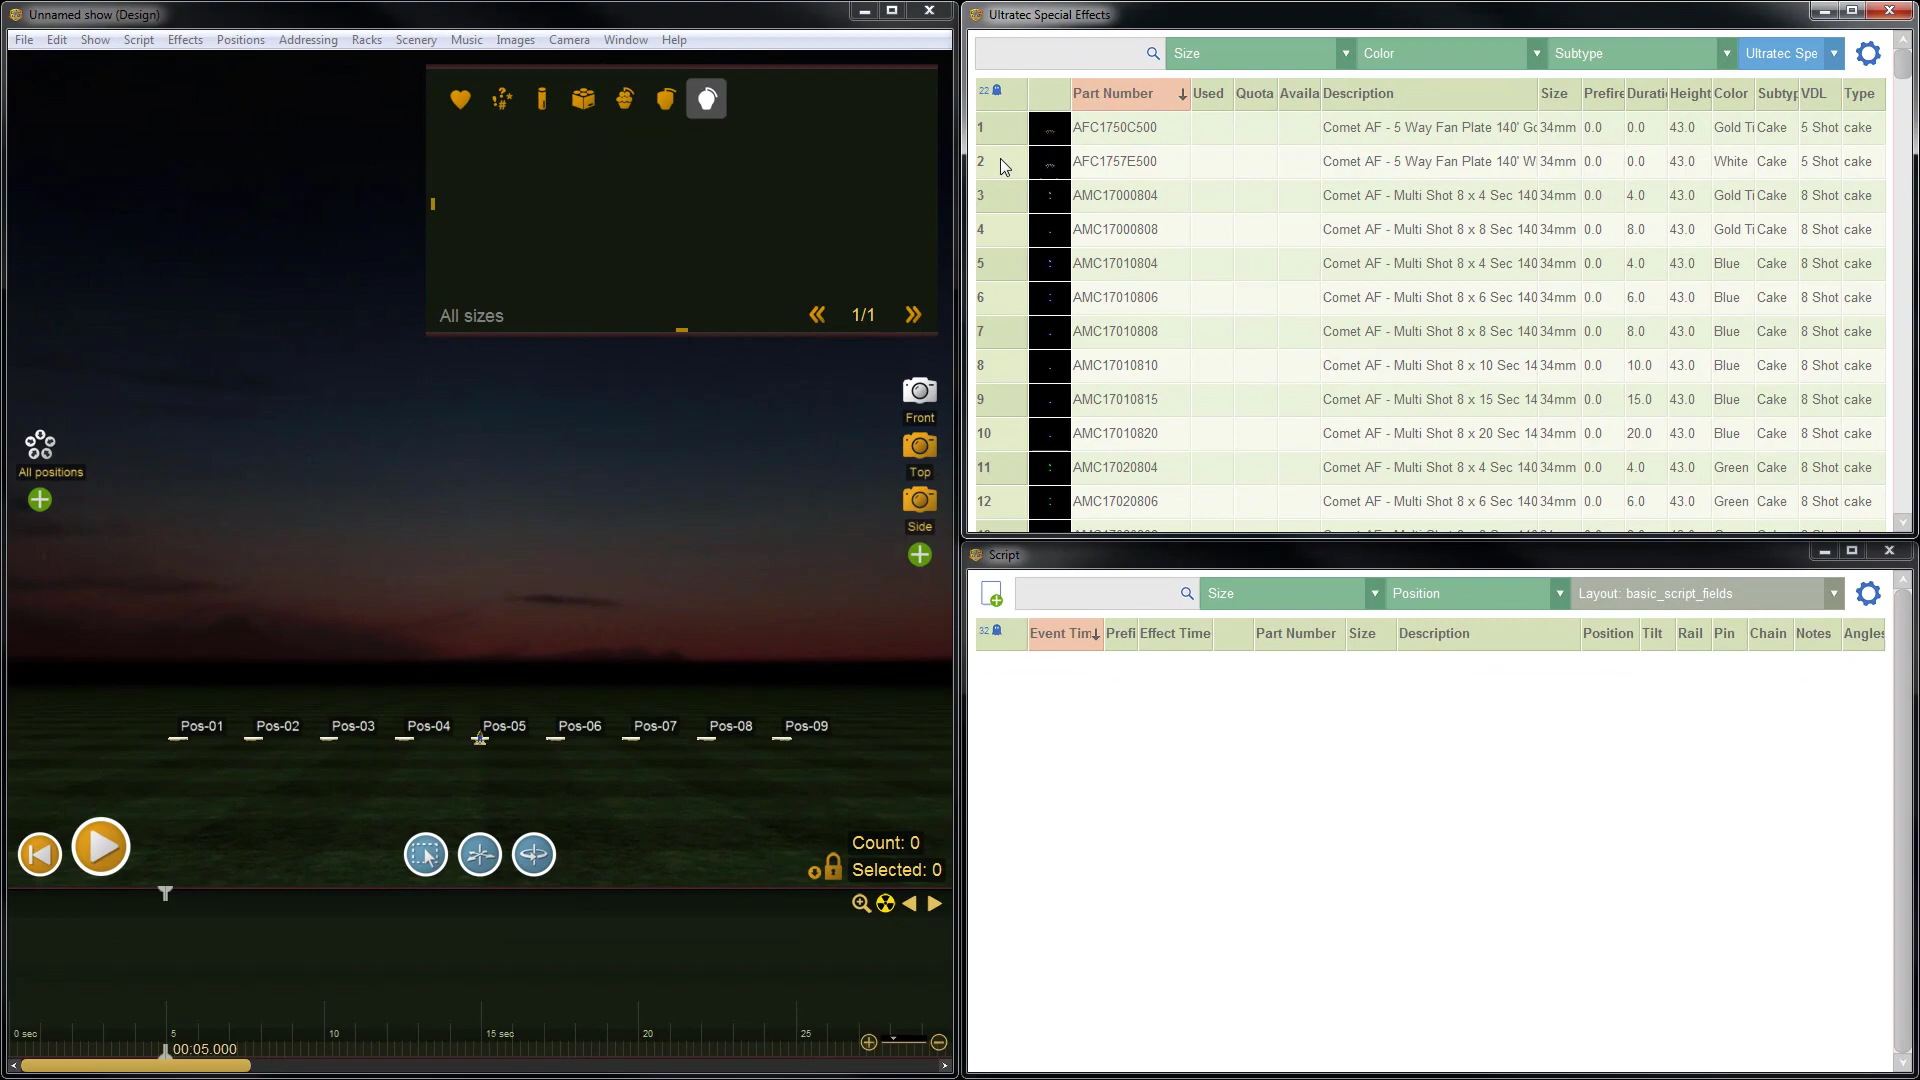 Unnamed show (Design)
File Edit Show Script Effects Positions Addressing Racks Scenery Music Images Camera Window Help
All sizes
1/1
Front
Top
Side
All positions
Pos-01 Pos-02 Pos-03 Pos-04 Pos-05 Pos-06 Pos-07 Pos-08 Pos-09
Count: 0
Selected: 0
0 sec 5 10 15 sec 20 25
00:05.000
Ultratec Special Effects
Size Color Subtype Ultratec Spe
22 Part Number Used Quota Availa Description Size Prefire Durati Height Color Subtyp VDL Type
1 AFC1750C500 Comet AF - 5 Way Fan Plate 140' Go 34mm 0.0 0.0 43.0 Gold Ti Cake 5 Shot cake
2 AFC1757E500 Comet AF - 5 Way Fan Plate 140' W 34mm 0.0 0.0 43.0 White Cake 5 Shot cake
3 AMC17000804 Comet AF - Multi Shot 8 x 4 Sec 140 34mm 0.0 4.0 43.0 Gold Ti Cake 8 Shot cake
4 AMC17000808 Comet AF - Multi Shot 8 x 8 Sec 140 34mm 0.0 8.0 43.0 Gold Ti Cake 8 Shot cake
5 AMC17010804 Comet AF - Multi Shot 8 x 4 Sec 140 34mm 0.0 4.0 43.0 Blue Cake 8 Shot cake
6 AMC17010806 Comet AF - Multi Shot 8 x 6 Sec 140 34mm 0.0 6.0 43.0 Blue Cake 8 Shot cake
7 AMC17010808 Comet AF - Multi Shot 8 x 8 Sec 140 34mm 0.0 8.0 43.0 Blue Cake 8 Shot cake
8 AMC17010810 Comet AF - Multi Shot 8 x 10 Sec 14 34mm 0.0 10.0 43.0 Blue Cake 8 Shot cake
9 AMC17010815 Comet AF - Multi Shot 8 x 15 Sec 14 34mm 0.0 15.0 43.0 Blue Cake 8 Shot cake
10 AMC17010820 Comet AF - Multi Shot 8 x 20 Sec 14 34mm 0.0 20.0 43.0 Blue Cake 8 Shot cake
11 AMC17020804 Comet AF - Multi Shot 8 x 4 Sec 140 34mm 0.0 4.0 43.0 Green Cake 8 Shot cake
12 AMC17020806 Comet AF - Multi Shot 8 x 6 Sec 140 34mm 0.0 6.0 43.0 Green Cake 8 Shot cake
Script
Size Position Layout: basic_script_fields
32 Event Tim Prefi Effect Time Part Number Size Description Position Tilt Rail Pin Chain Notes Angles